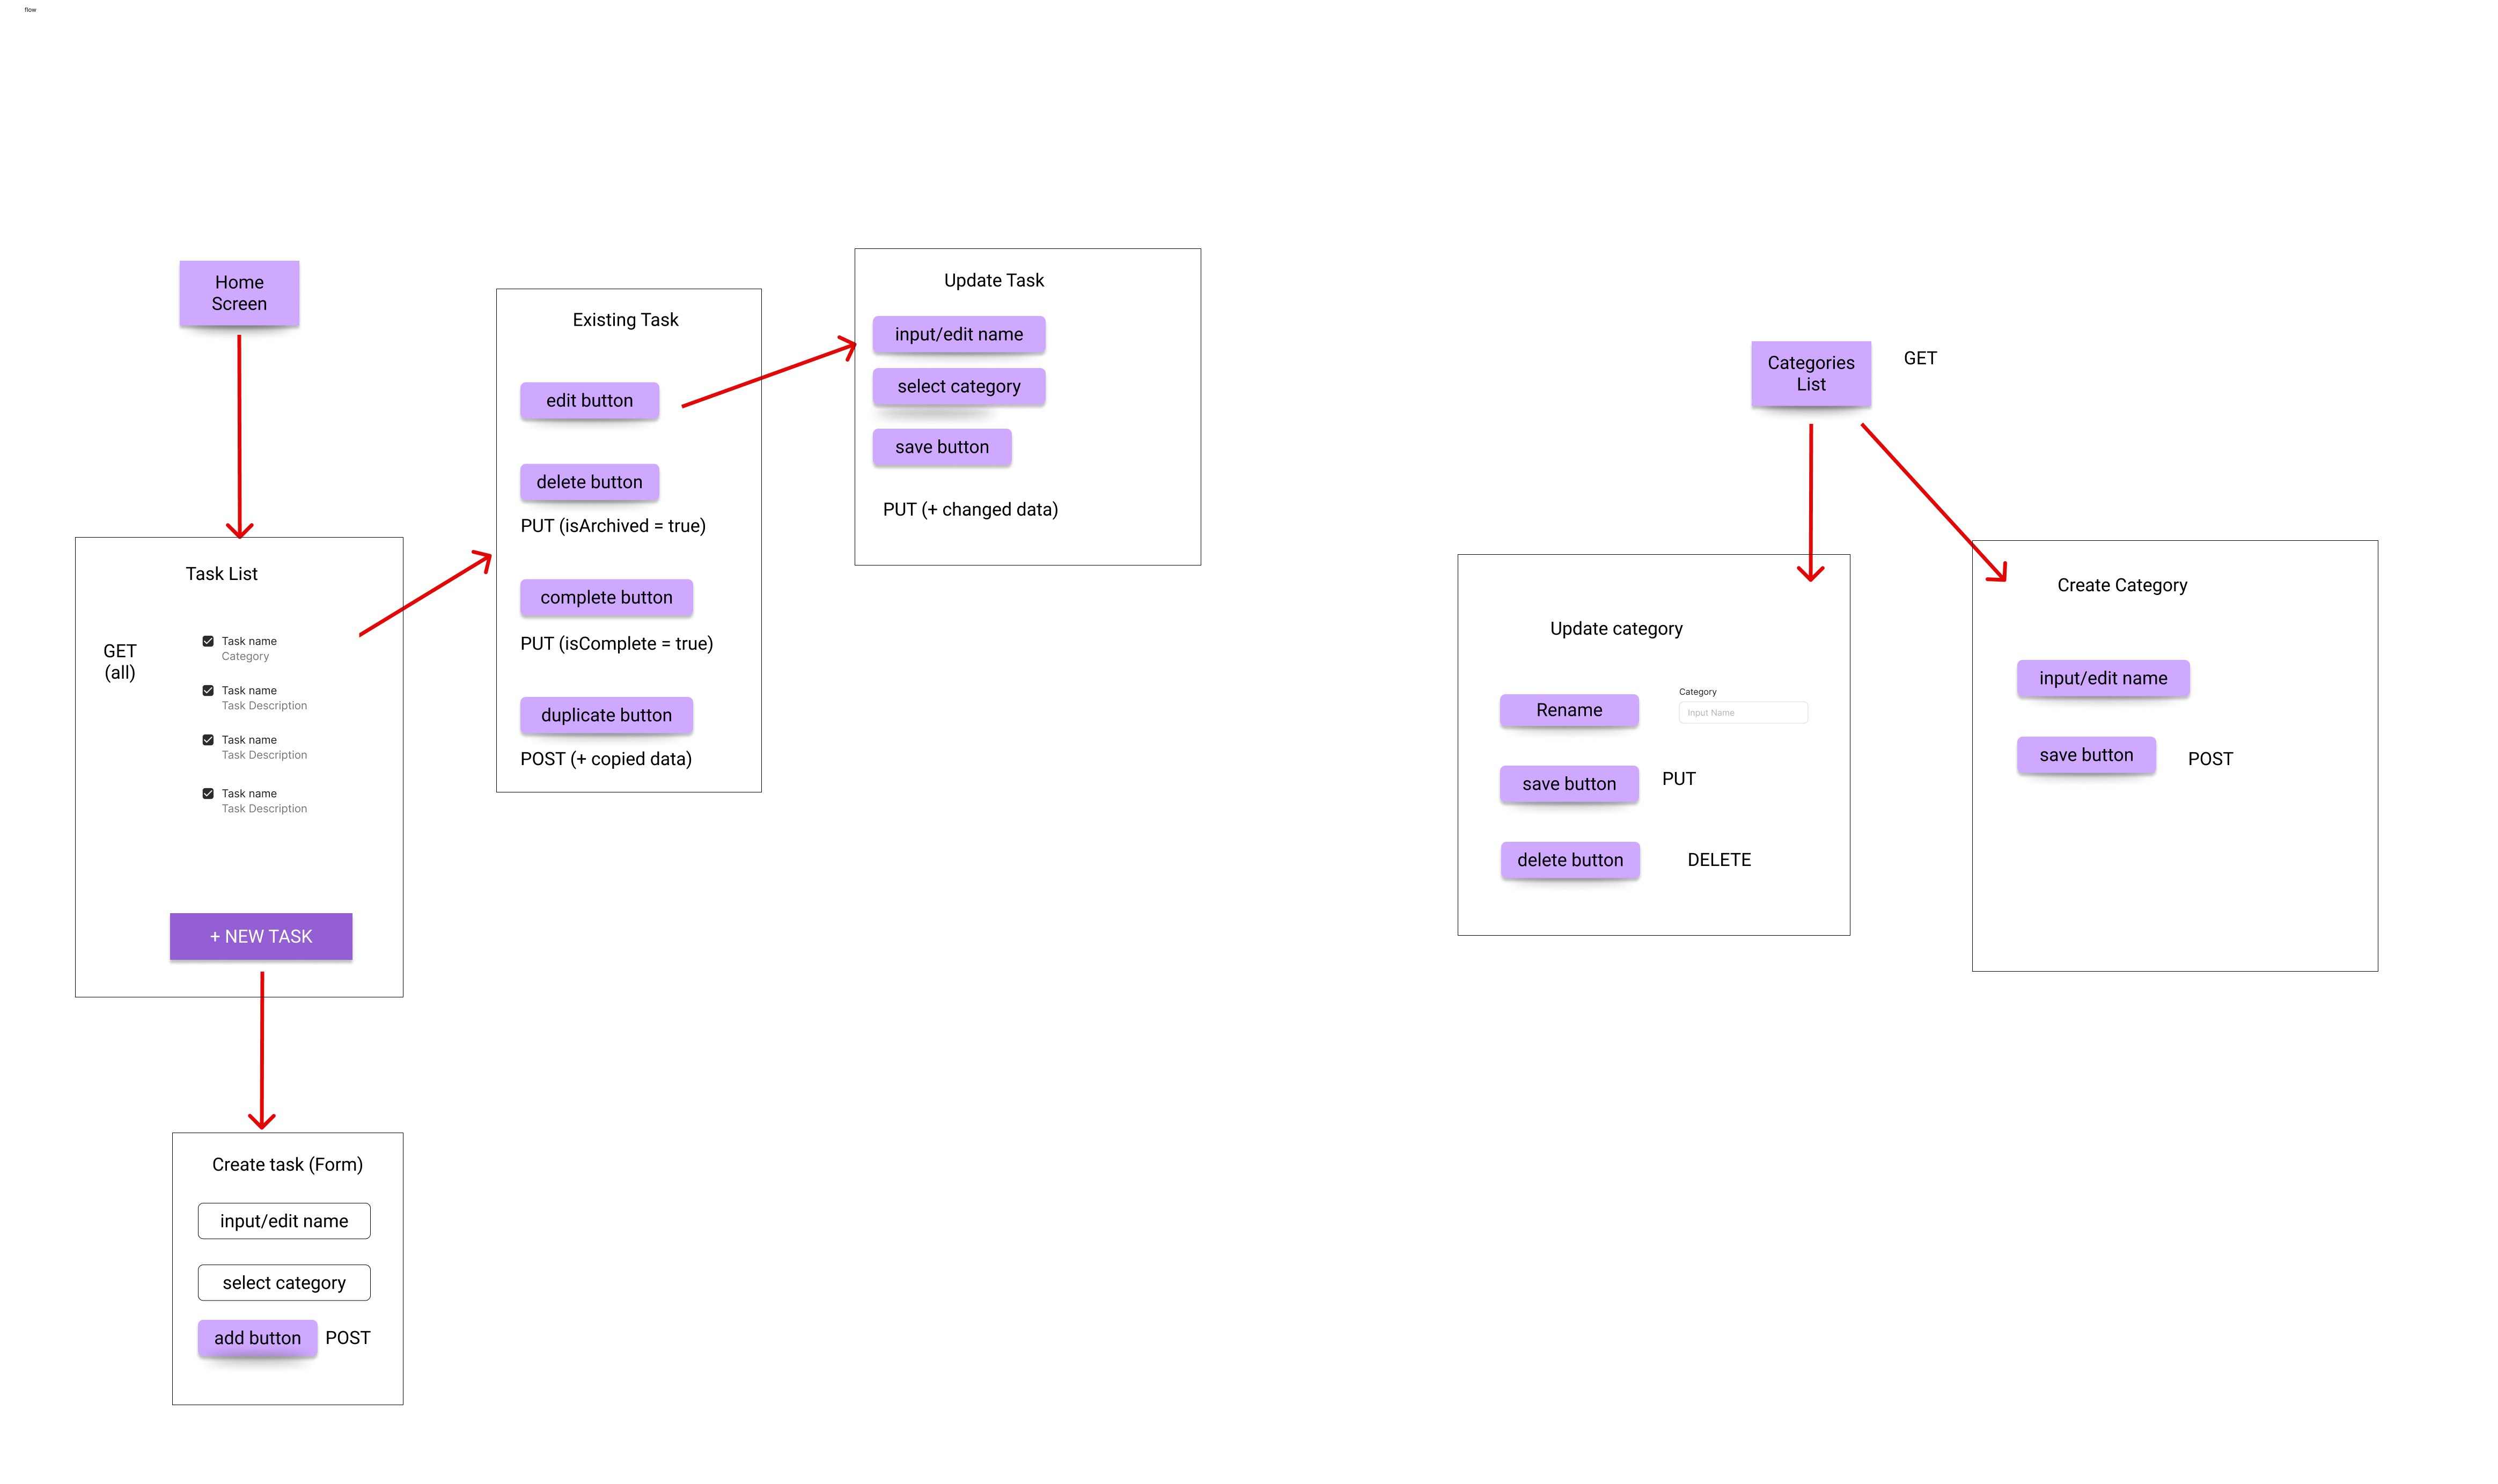 flow
Home
Screen
Task List
GET
(all)
Task name
Category
Task name
Task Description
Task name
Task Description
Task name
Task Description
+ NEW TASK
Create task (Form)
input/edit name
select category
add button
POST
Existing Task
edit button
delete button
PUT (isArchived = true)
complete button
PUT (isComplete = true)
duplicate button
POST (+ copied data)
Update Task
input/edit name
select category
save button
PUT (+ changed data)
Categories
List
GET
Update category
Rename
Category
Input Name
save button
PUT
delete button
DELETE
Create Category
input/edit name
save button
POST